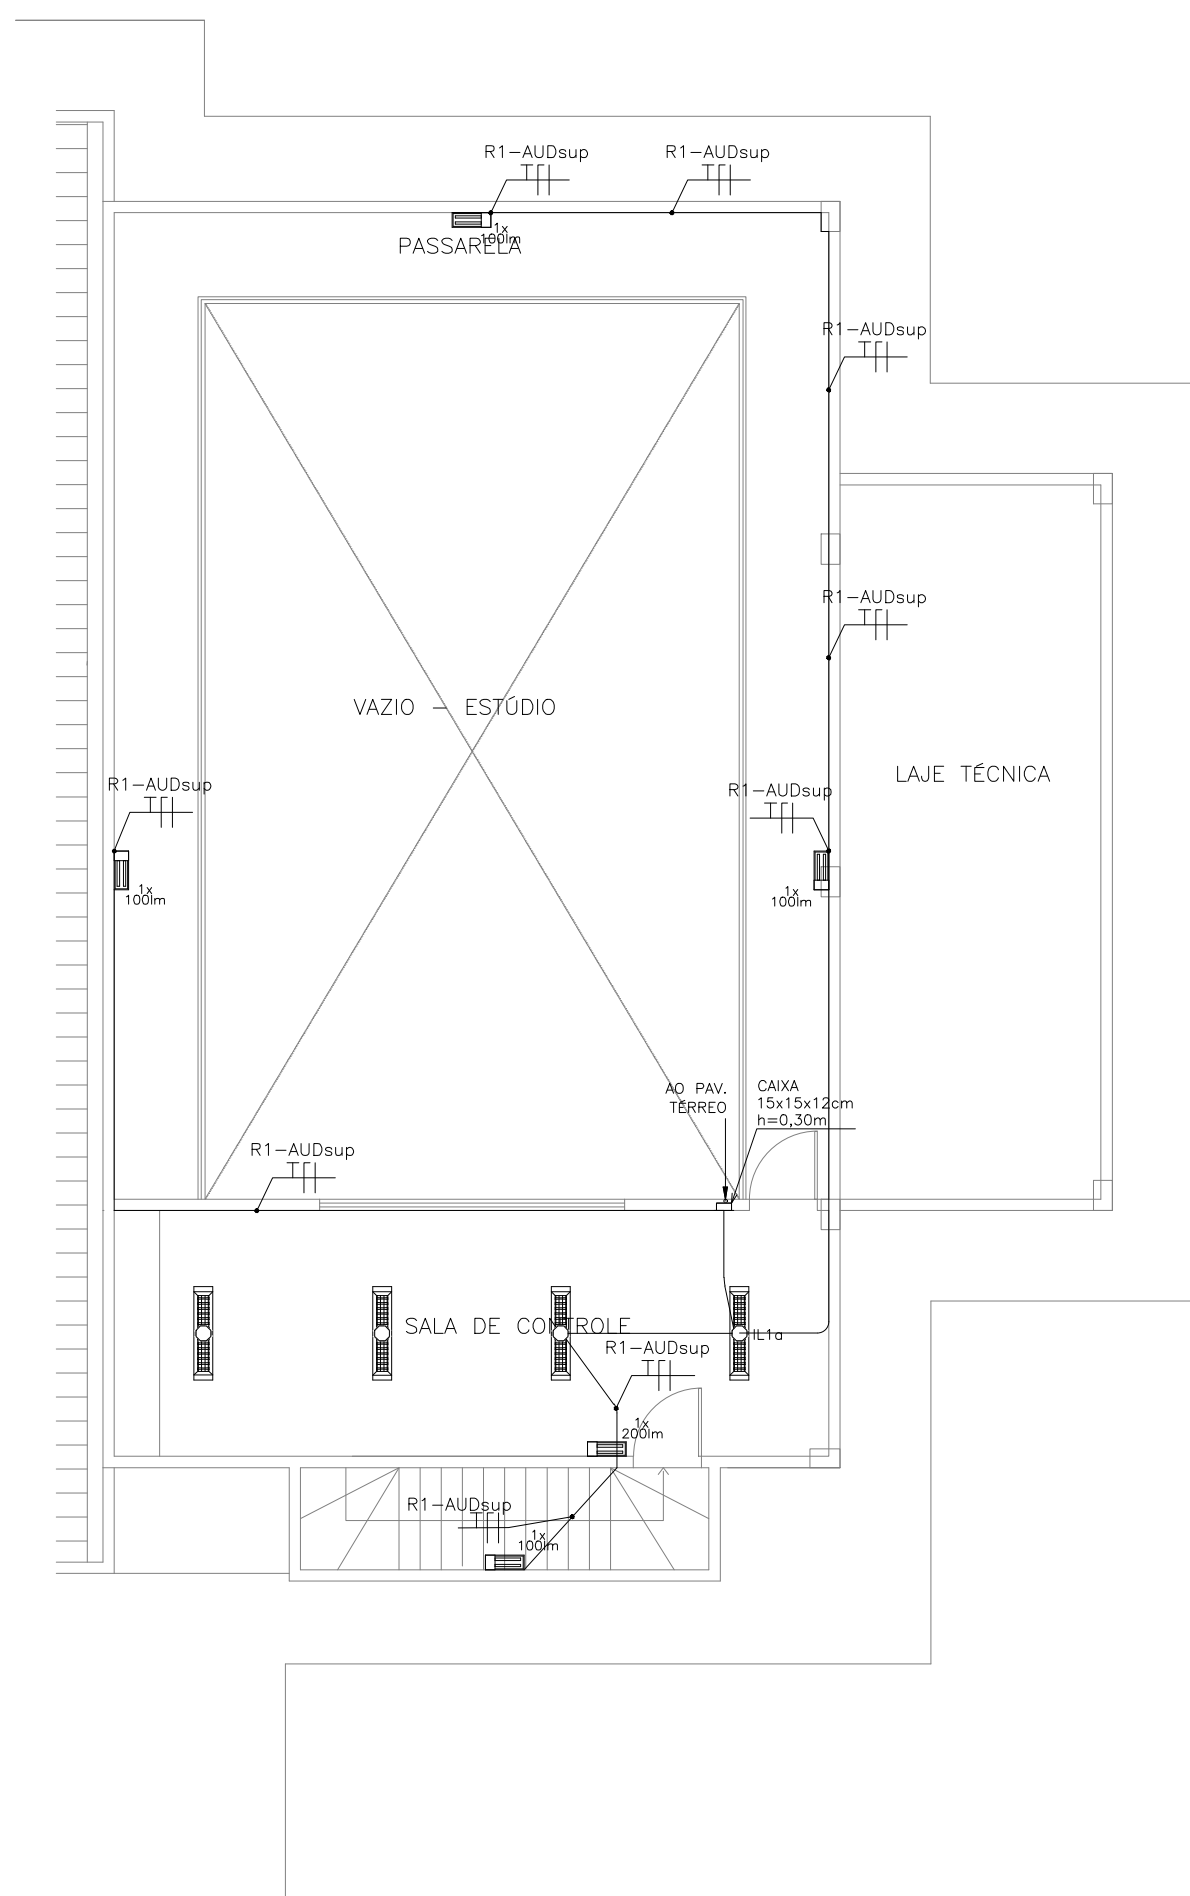 R1-AUDsup
R1-AUDsup
1x
100lm
PASSARELA
R1-AUDsup
R1-AUDsup
VAZIO - ESTÚDIO
LAJE TÉCNICA
R1-AUDsup
R1-AUDsup
1x
100lm
1x
100lm
AO PAV.
TÉRREO
CAIXA
15x15x12cm
h=0,30m
R1-AUDsup
SALA DE CONTROLE
IL1a
R1-AUDsup
1x
200lm
R1-AUDsup
1x
100lm